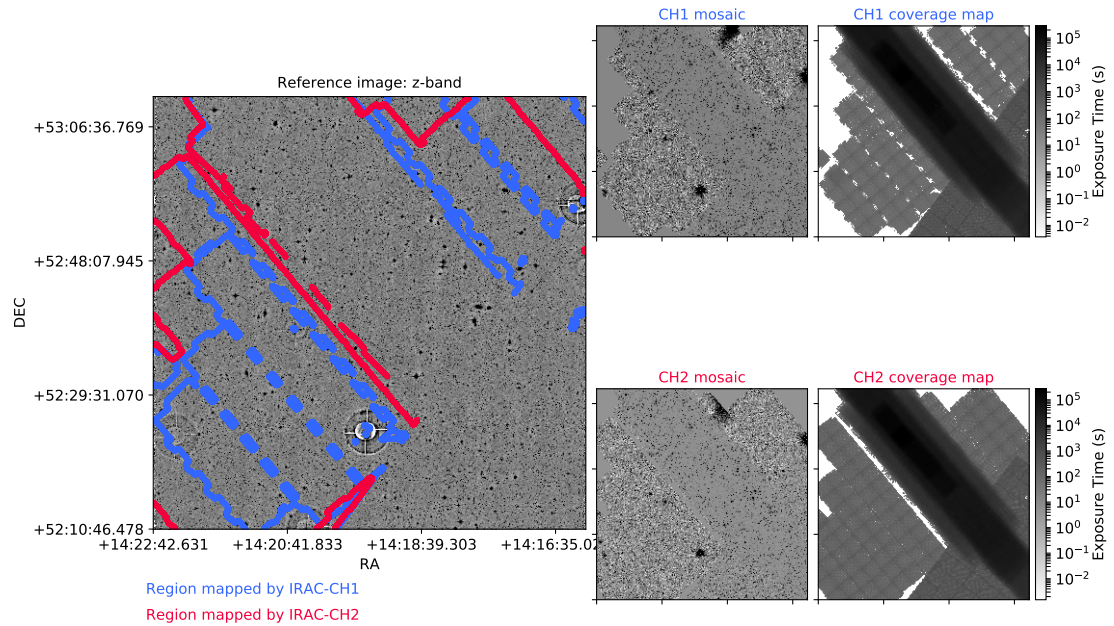 CH1 mosaic
CH1 coverage map
Reference image: z-band
+53:06:36.769
+52:48:07.945
+52:29:31.070
+52:10:46.478
DEC
+14:22:42.631
+14:20:41.833
+14:18:39.303
+14:16:35.02
RA
Region mapped by IRAC-CH1
Region mapped by IRAC-CH2
10^5
10^4
10^3
10^2
10^1
10^0
10^-1
10^-2
Exposure Time (s)
CH2 mosaic
CH2 coverage map
10^5
10^4
10^3
10^2
10^1
10^0
10^-1
10^-2
Exposure Time (s)